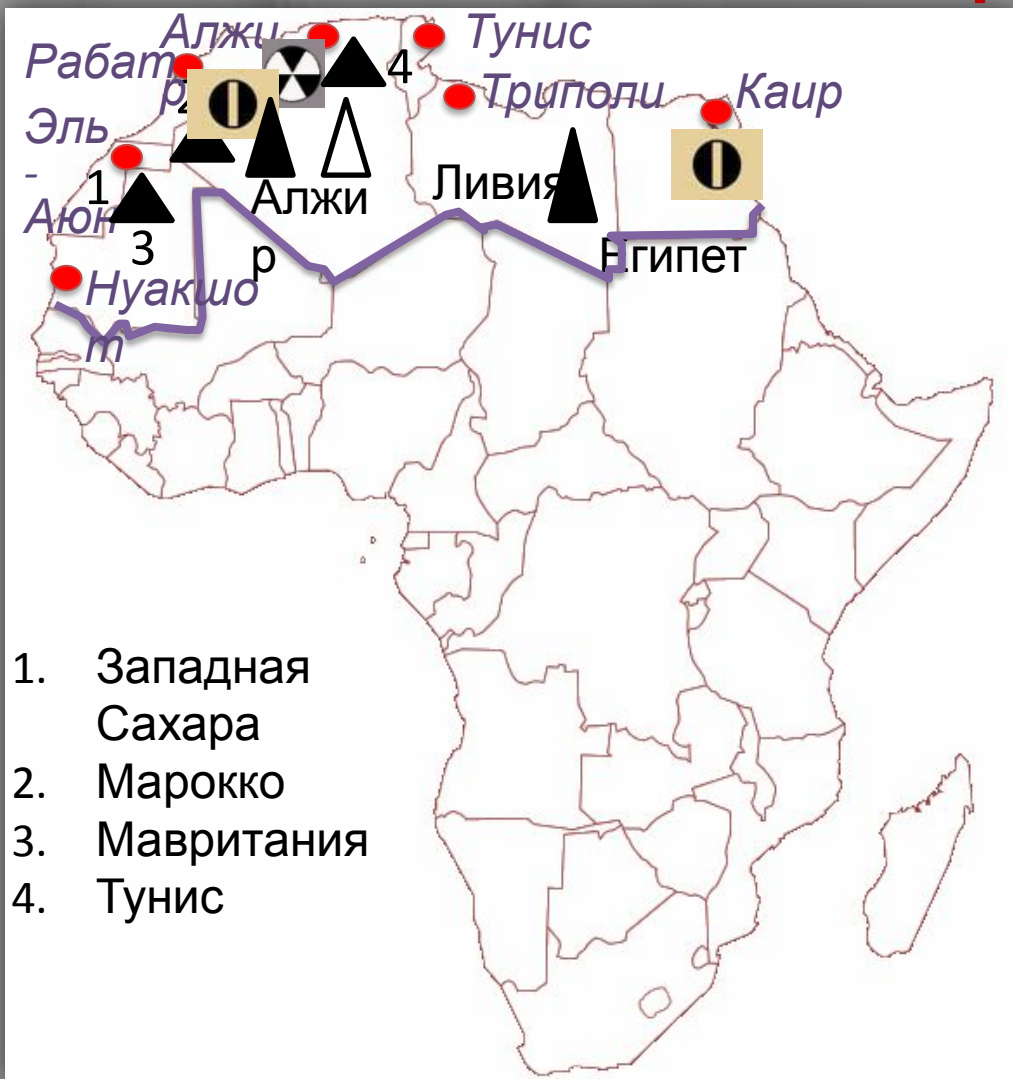 Алжи
р
Тунис
Рабат
Триполи
Каир
Эль
-
Аюн
Нуакшо
т
1
2
3
4
Алжи
р
Ливия
Египет
1. Западная
Сахара
2. Марокко
3. Мавритания
4. Тунис